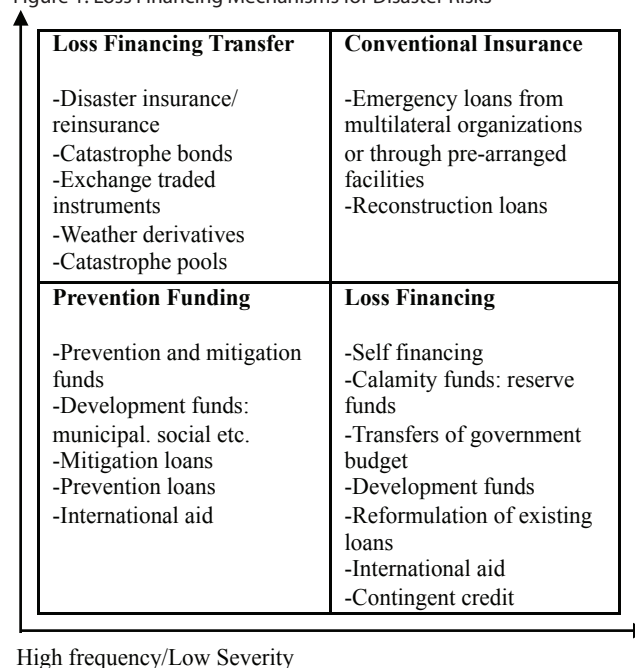 Figure 1: Loss Financing Mechanisms for Disaster Risks
Loss Financing Transfer
-Disaster insurance/
reinsurance
-Catastrophe bonds
-Exchange traded
instruments
-Weather derivatives
-Catastrophe pools
Conventional Insurance
-Emergency loans from
multilateral organizations
or through pre-arranged
facilities
-Reconstruction loans
Prevention Funding
-Prevention and mitigation
funds
-Development funds:
municipal. social etc.
-Mitigation loans
-Prevention loans
-International aid
Loss Financing
-Self financing
-Calamity funds: reserve
funds
-Transfers of government
budget
-Development funds
-Reformulation of existing
loans
-International aid
-Contingent credit
High frequency/Low Severity